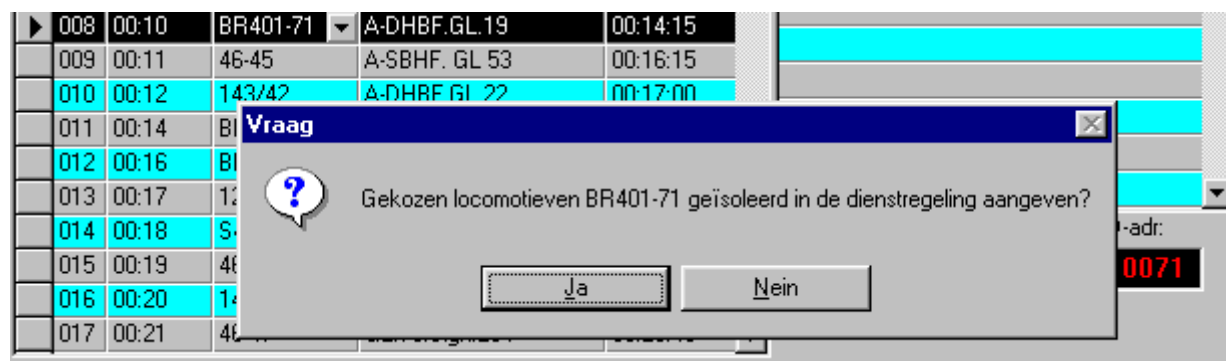 008 00:10 BR401-71 A-DHBF.GL.19 00:14:15
009 00:11 46-45 A-SBHF. GL 53 00:16:15
010 00:12 143/42 A-DHBF.GL.22 00:17:00
011 00:14
Vraag
012 00:16
013 00:17
Gekozen locomotieven BR401-71 geïsoleerd in de dienstregeling aangeven?
014 00:18
-adr:
015 00:19
0071
Ja Nein
016 00:20
017 00:21